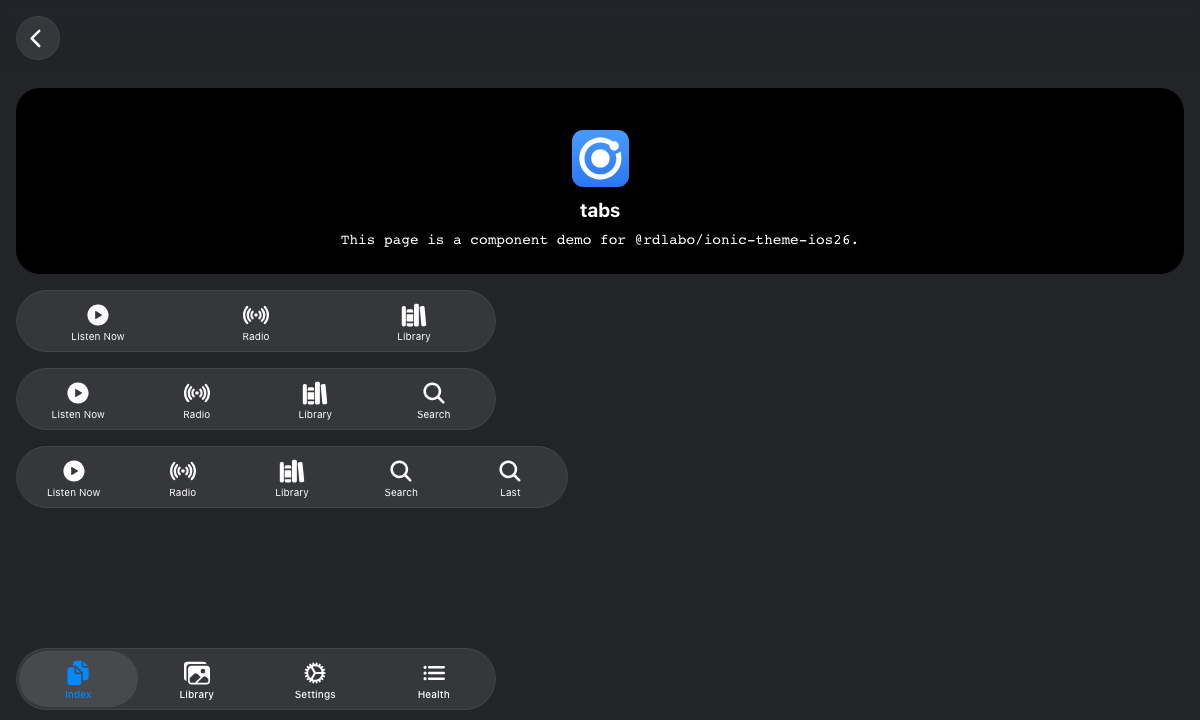 tabs
This page is a component demo for @rdlabo/ionic-theme-ios26.
Listen Now Radio Library
Listen Now Radio Library Search
Listen Now Radio Library Search Last
Index Library Settings Health